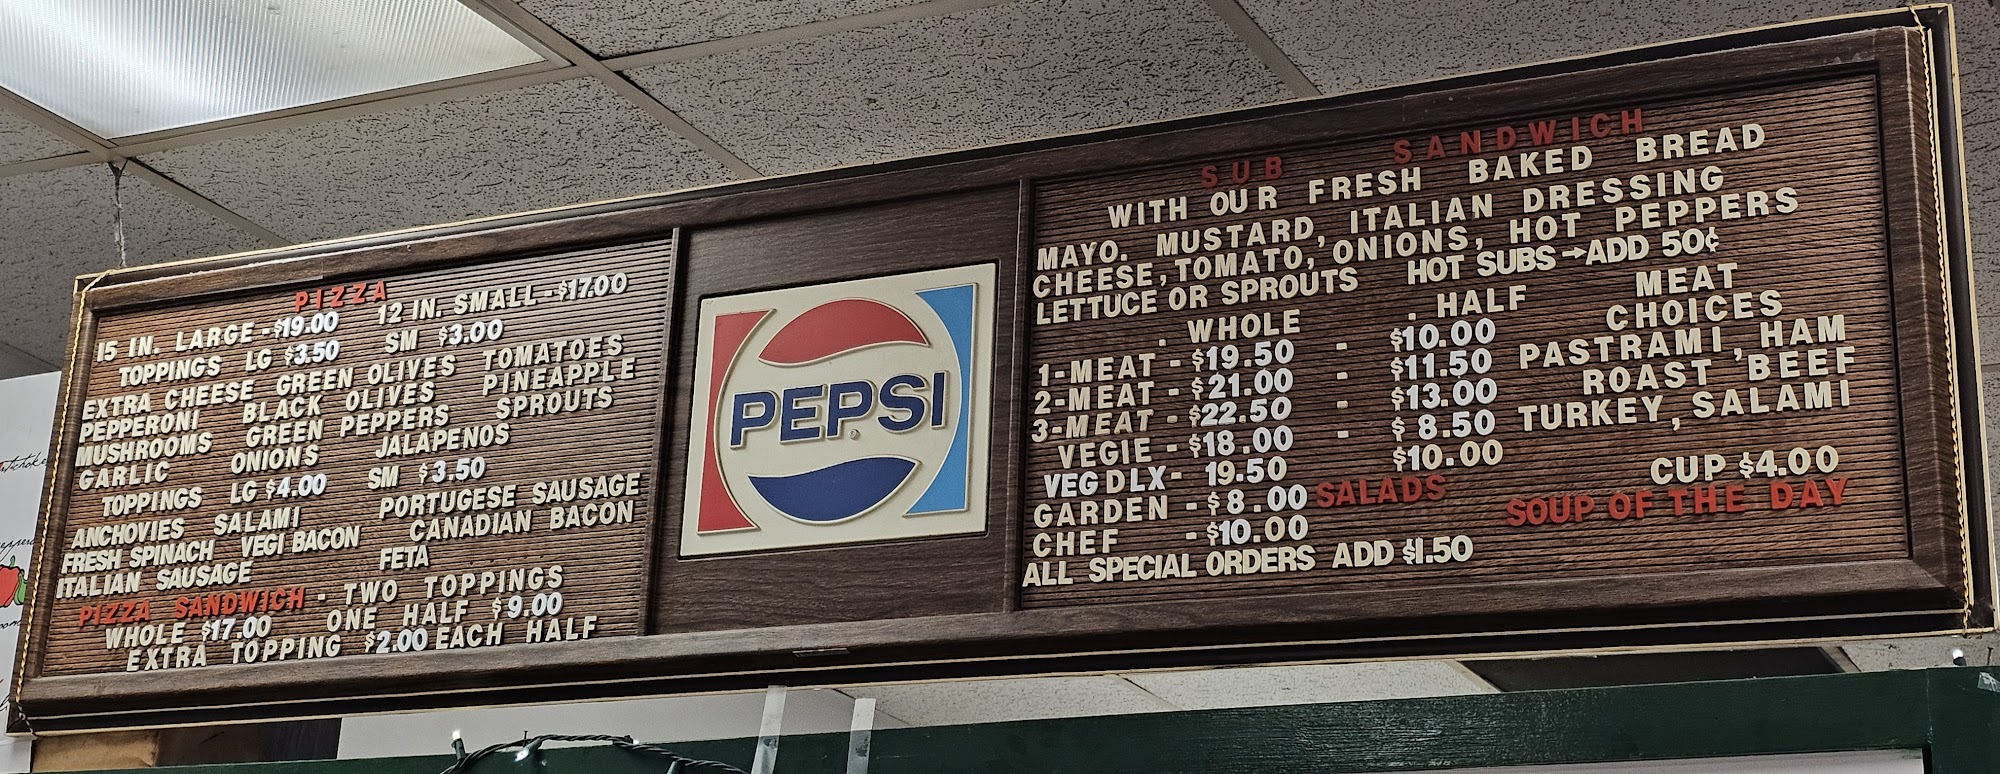 PIZZA
15 IN. LARGE - $19.00 12 IN. SMALL - $17.00
TOPPINGS LG $3.50 SM $3.00
EXTRA CHEESE GREEN OLIVES TOMATOES
PEPPERONI BLACK OLIVES PINEAPPLE
MUSHROOMS GREEN PEPPERS SPROUTS
GARLIC ONIONS JALAPENOS
TOPPINGS LG $4.00 SM $3.50
ANCHOVIES SALAMI PORTUGESE SAUSAGE
FRESH SPINACH VEGI BACON CANADIAN BACON
ITALIAN SAUSAGE FETA
PIZZA SANDWICH - TWO TOPPINGS
WHOLE $17.00 ONE HALF $9.00
EXTRA TOPPING $2.00 EACH HALF
PEPSI
SUB SANDWICH
WITH OUR FRESH BAKED BREAD
MAYO. MUSTARD, ITALIAN DRESSING
CHEESE, TOMATO, ONIONS, HOT PEPPERS
LETTUCE OR SPROUTS HOT SUBS → ADD 50¢
. WHOLE . HALF
1-MEAT - $19.50 - $10.00
2-MEAT - $21.00 - $11.50
3-MEAT - $22.50 - $13.00
VEGIE - $18.00 - $8.50
VEG DLX - 19.50 $10.00
MEAT
CHOICES
PASTRAMI, HAM
ROAST BEEF
TURKEY, SALAMI
GARDEN - $8.00 SALADS
CHEF - $10.00
ALL SPECIAL ORDERS ADD $1.50
CUP $4.00
SOUP OF THE DAY